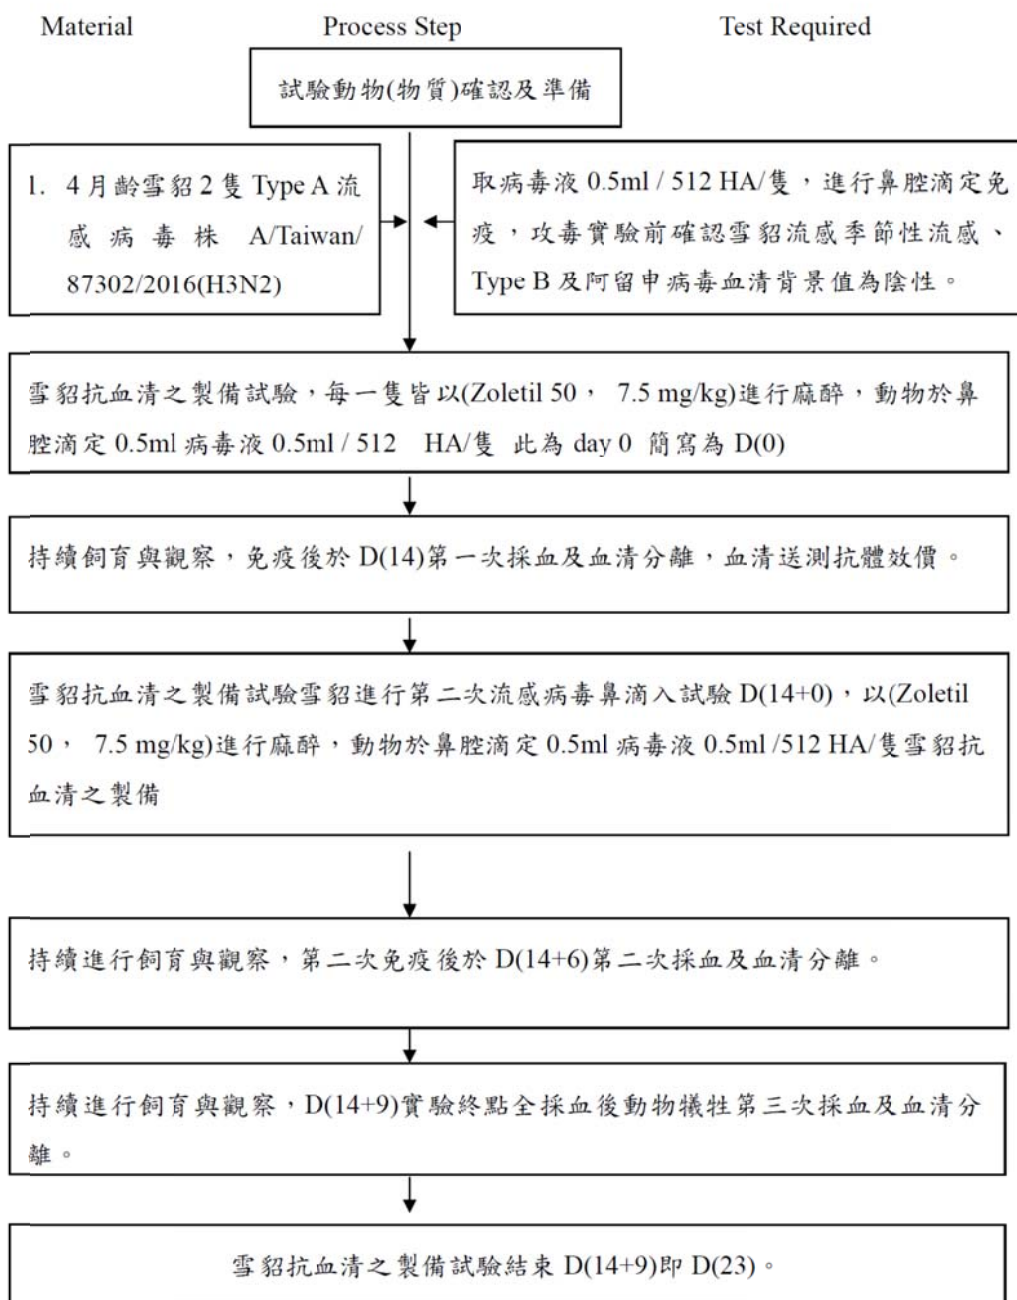 Material Process Step Test Required
試驗動物(物質)確認及準備
1. 4月齡雪貂2隻Type A流
感病毒株 A/Taiwan/
87302/2016(H3N2)
取病毒液 0.5ml / 512 HA/隻，進行鼻腔滴定免
疫，攻毒實驗前確認雪貂流感季節性流感、
Type B 及阿留申病毒血清背景值為陰性。
雪貂抗血清之製備試驗，每一隻皆以(Zoletil 50， 7.5 mg/kg)進行麻醉，動物於鼻
腔滴定 0.5ml 病毒液 0.5ml / 512 HA/隻 此為 day 0 簡寫為 D(0)
持續飼育與觀察，免疫後於 D(14)第一次採血及血清分離，血清送測抗體效價。
雪貂抗血清之製備試驗雪貂進行第二次流感病毒鼻滴入試驗 D(14+0)，以(Zoletil
50， 7.5 mg/kg)進行麻醉，動物於鼻腔滴定 0.5ml 病毒液 0.5ml /512 HA/隻雪貂抗
血清之製備
持續進行飼育與觀察，第二次免疫後於 D(14+6)第二次採血及血清分離。
持續進行飼育與觀察，D(14+9)實驗終點全採血後動物犧牲第三次採血及血清分
離。
雪貂抗血清之製備試驗結束 D(14+9)即 D(23)。